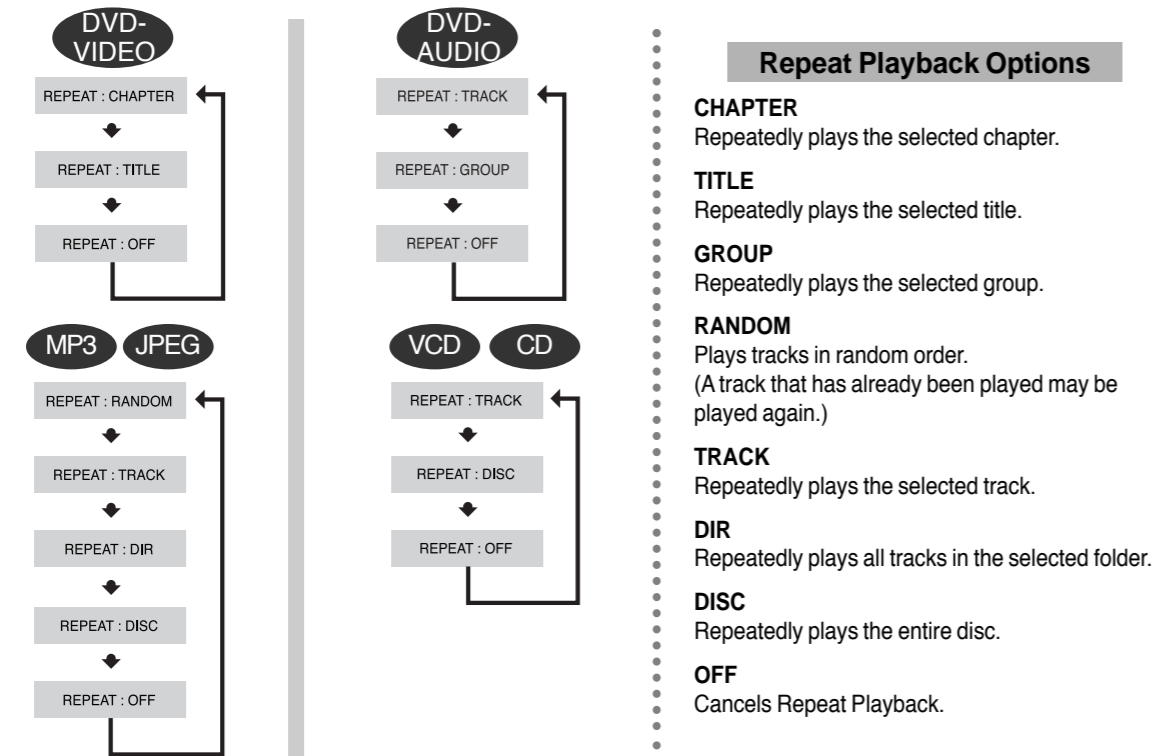 DVD-
VIDEO
REPEAT : CHAPTER
REPEAT : TITLE
REPEAT : OFF
MP3 JPEG
REPEAT : RANDOM
REPEAT : TRACK
REPEAT : DIR
REPEAT : DISC
REPEAT : OFF
DVD-
AUDIO
REPEAT : TRACK
REPEAT : GROUP
REPEAT : OFF
VCD CD
REPEAT : TRACK
REPEAT : DISC
REPEAT : OFF
Repeat Playback Options
CHAPTER
Repeatedly plays the selected chapter.
TITLE
Repeatedly plays the selected title.
GROUP
Repeatedly plays the selected group.
RANDOM
Plays tracks in random order.
(A track that has already been played may be
played again.)
TRACK
Repeatedly plays the selected track.
DIR
Repeatedly plays all tracks in the selected folder.
DISC
Repeatedly plays the entire disc.
OFF
Cancels Repeat Playback.